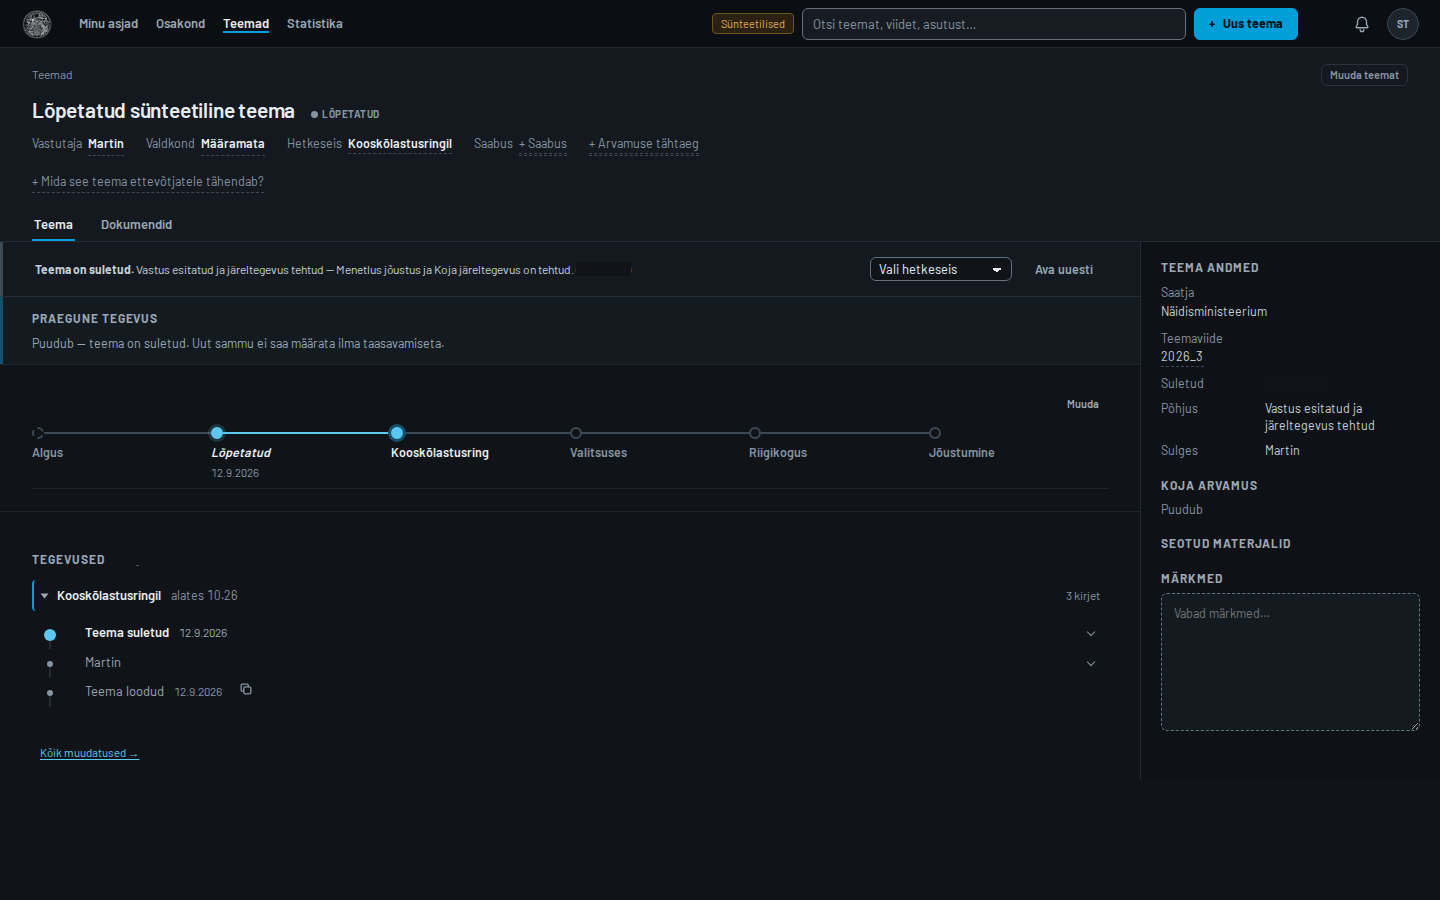 Minu asjad Osakond Teemad Statistika Sünteetilised Otsi teemat, viidet, asutust... + Uus teema ST
Teemad Muuda teemat
Lõpetatud sünteetiline teema LÕPETATUD
Vastutaja Martin Valdkond Määramata Hetkeseis Kooskõlastusringil Saabus + Saabus + Arvamuse tähtaeg
+ Mida see teema ettevõtjatele tähendab?
Teema Dokumendid
Teema on suletud. Vastus esitatud ja järeltegevus tehtud — Menetlus jõustus ja Koja järeltegevus on tehtud. Vali hetkeseis Ava uuesti
PRAEGUNE TEGEVUS
Puudub — teema on suletud. Uut sammu ei saa määrata ilma taasavamiseta.
Muuda
Algus Lõpetatud Kooskõlastusring Valitsuses Riigikogus Jõustumine
12.9.2026
TEGEVUSED
Kooskõlastusringil alates 10.26 3 kirjet
Teema suletud 12.9.2026
Martin
Teema loodud 12.9.2026
Kõik muudatused →
TEEMA ANDMED
Saatja
Näidisministeerium
Teemaviide
2026_3
Suletud
Põhjus Vastus esitatud ja
järeltegevus tehtud
Sulges Martin
KOJA ARVAMUS
Puudub
SEOTUD MATERJALID
MÄRKMED
Vabad märkmed...